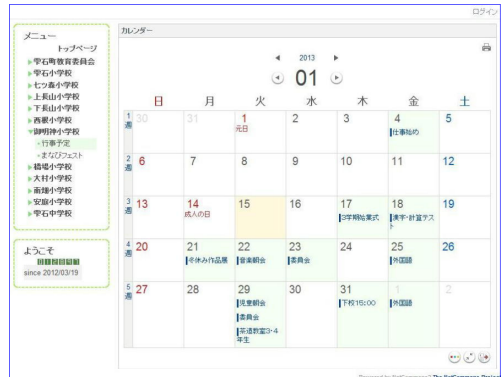 ログイン
メニュー
トップページ
雫石町教育委員会
雫石小学校
七ツ森小学校
上長山小学校
下長山小学校
西根小学校
御明神小学校
行事予定
まなびフェスト
橋場小学校
大村小学校
南畑小学校
安庭小学校
雫石中学校
ようこそ
since 2012/03/19
カレンダー
2013
01
日 月 火 水 木 金 土
1週 30 31 1 2 3 4 5
元日 仕事始め
2週 6 7 8 9 10 11 12
3週 13 14 15 16 17 18 19
成人の日 3学期始業式 漢字・計算テスト
4週 20 21 22 23 24 25 26
冬休み作品展 音楽朝会 委員会 外国語
5週 27 28 29 30 31 1 2
児童朝会 下校15:00 外国語
委員会
茶道教室3・4年生
Powered by NetCommons2 The NetCommons Project